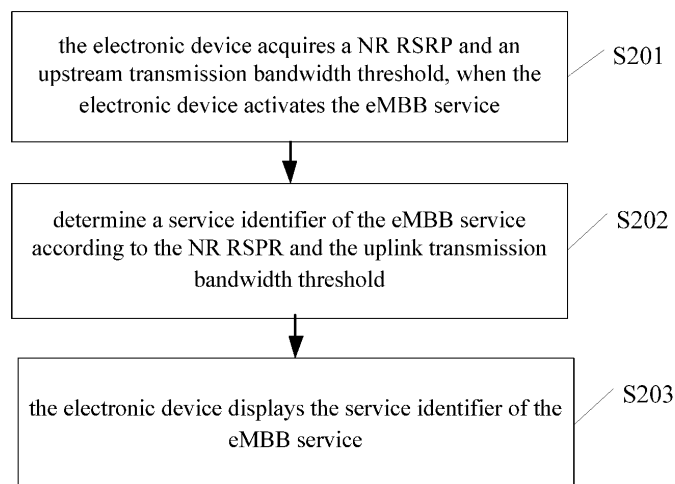 the electronic device acquires a NR RSRP and an
upstream transmission bandwidth threshold, when the
electronic device activates the eMBB service
S201
determine a service identifier of the eMBB service
according to the NR RSPR and the uplink transmission
bandwidth threshold
S202
the electronic device displays the service identifier of the
eMBB service
S203